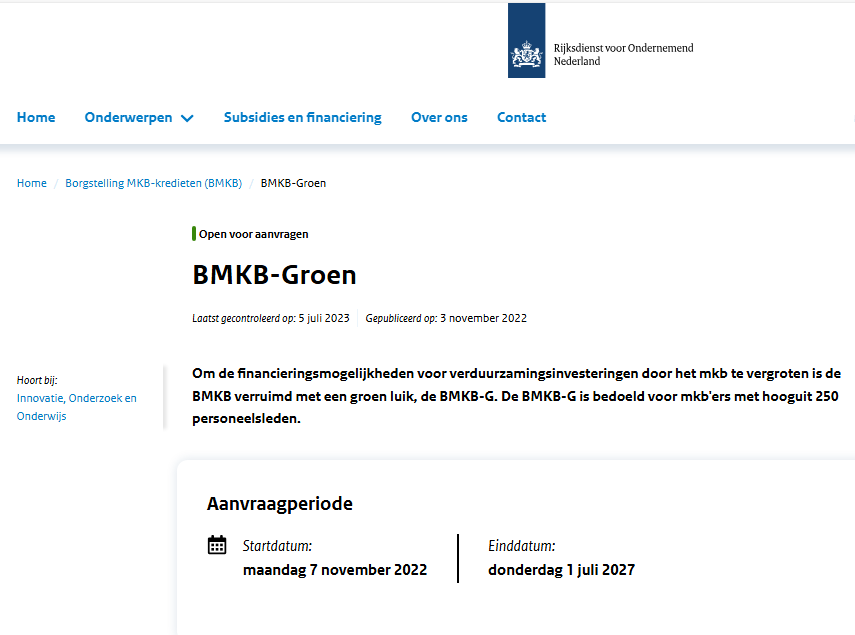 Rijksdienst voor Ondernemend
Nederland
Home Onderwerpen Subsidies en financiering Over ons Contact
Home / Borgstelling MKB-kredieten (BMKB) / BMKB-Groen
Open voor aanvragen
BMKB-Groen
Laatst gecontroleerd op: 5 juli 2023 Gepubliceerd op: 3 november 2022
Hoort bij:
Innovatie, Onderzoek en
Onderwijs
Om de financieringsmogelijkheden voor verduurzamingsinvesteringen door het mkb te vergroten is de
BMKB verruimd met een groen luik, de BMKB-G. De BMKB-G is bedoeld voor mkb'ers met hooguit 250
personeelsleden.
Aanvraagperiode
Startdatum:
maandag 7 november 2022
Einddatum:
donderdag 1 juli 2027